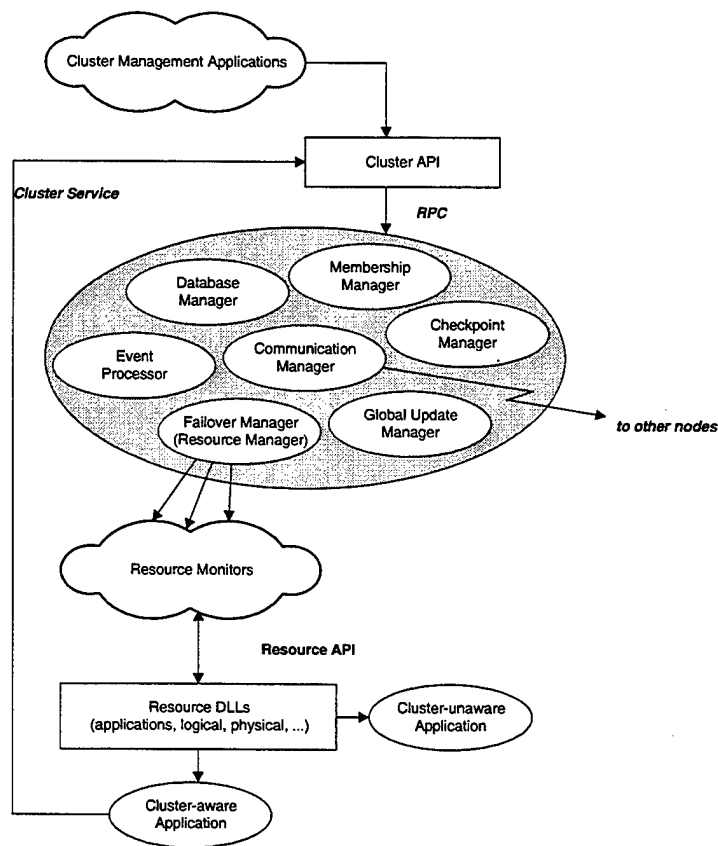 Cluster Management Applications
Cluster API
Cluster Service
RPC
Membership
Manager
Database
Manager
Checkpoint
Manager
Communication
Manager
Event
Processor
Failover Manager
(Resource Manager)
Global Update
Manager
to other nodes
Resource Monitors
Resource API
Resource DLLs
(applications, logical, physical, ...)
Cluster-unaware
Application
Cluster-aware
Application